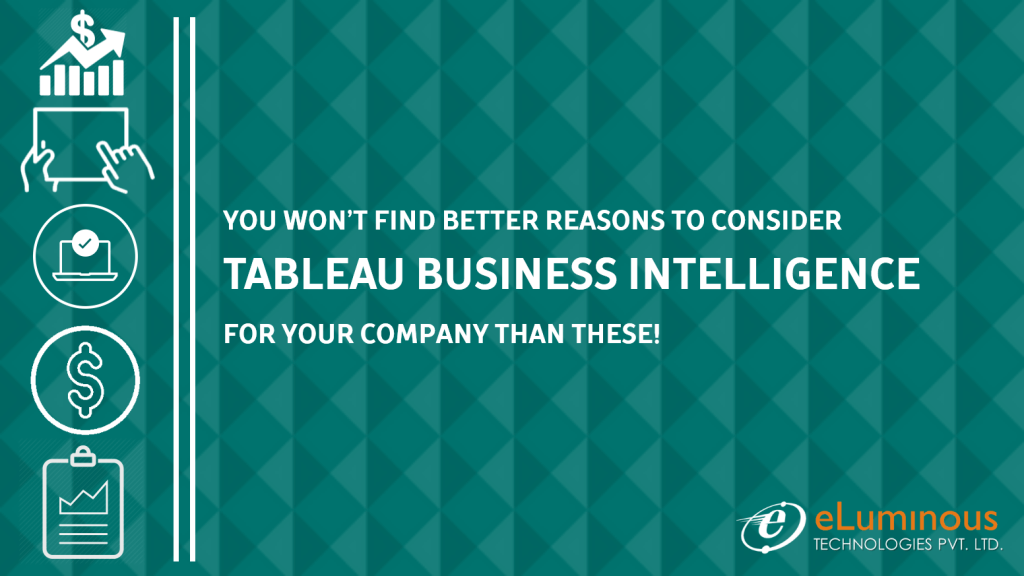 YOU WON'T FIND BETTER REASONS TO CONSIDER
TABLEAU BUSINESS INTELLIGENCE
FOR YOUR COMPANY THAN THESE!
eLuminous
TECHNOLOGIES PVT. LTD.